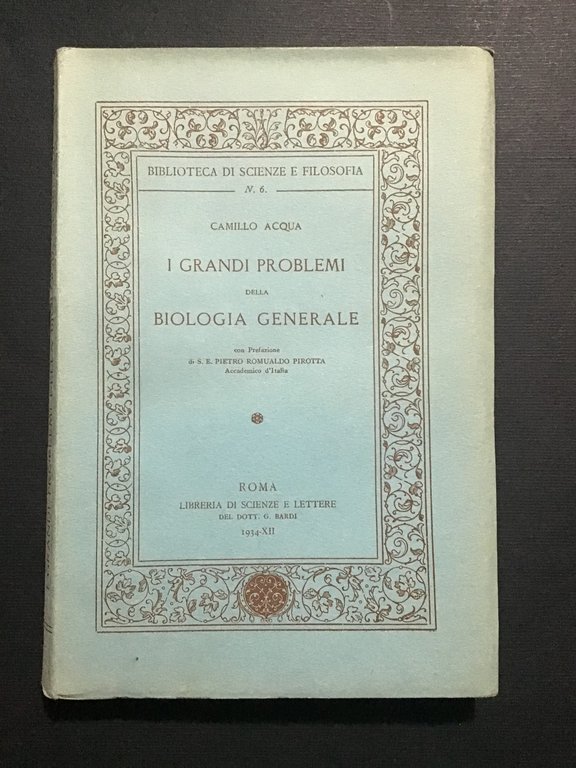 BIBLIOTECA DI SCIENZE E FILOSOFIA
N. 6.
CAMILLO ACQUA
I GRANDI PROBLEMI
DELLA
BIOLOGIA GENERALE
con Prefazione
di S. E. PIETRO ROMUALDO PIROTTA
Accademico d'Italia
ROMA
LIBRERIA DI SCIENZE E LETTERE
DEL DOTT. G. BARDI
1934-XII